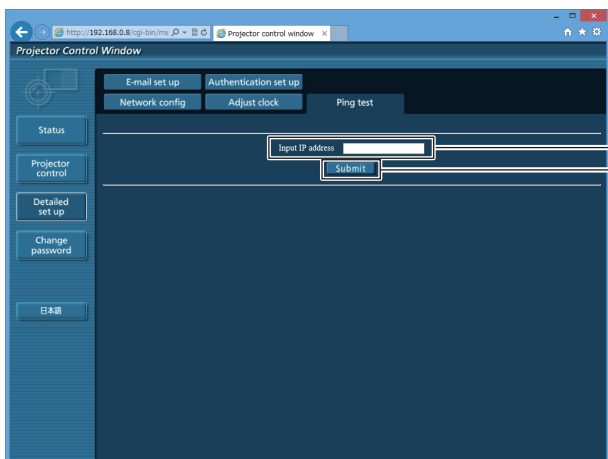 http://192.168.0.8/cgi-bin/me
Projector control window
Projector Control Window
E-mail set up
Authentication set up
Network config
Adjust clock
Ping test
Status
Input IP address
Submit
Projector
control
Detailed
set up
Change
password
日本語